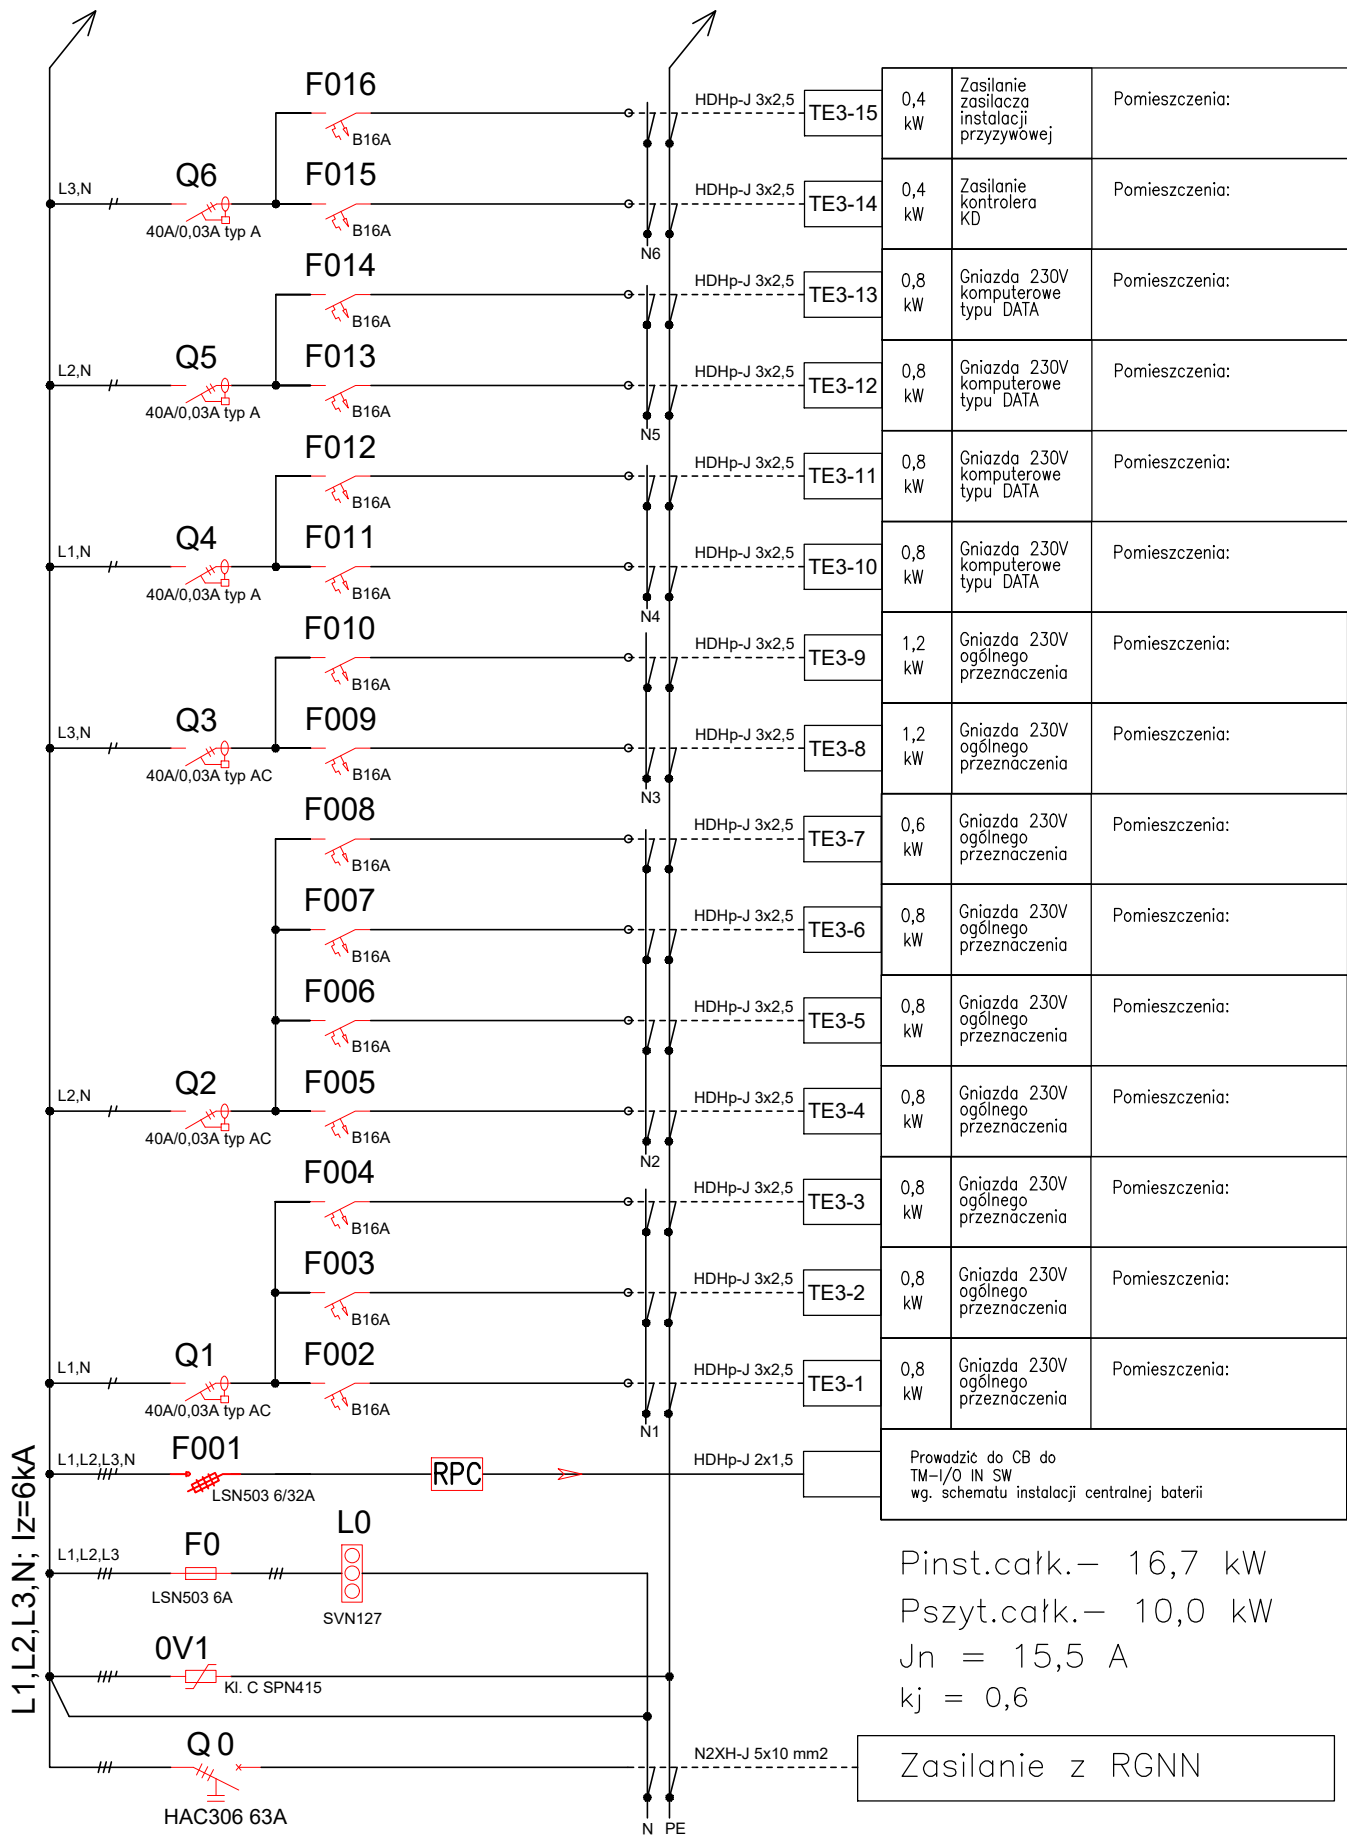 F016
B16A
HDHp-J 3x2,5
TE3-15
0,4
kW
Zasilanie
zasilacza
instalacji
przyzywowej
Pomieszczenia:
L3,N
Q6
40A/0,03A typ A
F015
B16A
N6
HDHp-J 3x2,5
TE3-14
0,4
kW
Zasilanie
kontrolera
KD
Pomieszczenia:
F014
B16A
HDHp-J 3x2,5
TE3-13
0,8
kW
Gniazda 230V
komputerowe
typu DATA
Pomieszczenia:
L2,N
Q5
40A/0,03A typ A
F013
B16A
N5
HDHp-J 3x2,5
TE3-12
0,8
kW
Gniazda 230V
komputerowe
typu DATA
Pomieszczenia:
F012
B16A
HDHp-J 3x2,5
TE3-11
0,8
kW
Gniazda 230V
komputerowe
typu DATA
Pomieszczenia:
L1,N
Q4
40A/0,03A typ A
F011
B16A
N4
HDHp-J 3x2,5
TE3-10
0,8
kW
Gniazda 230V
komputerowe
typu DATA
Pomieszczenia:
F010
B16A
HDHp-J 3x2,5
TE3-9
1,2
kW
Gniazda 230V
ogólnego
przeznaczenia
Pomieszczenia:
L3,N
Q3
40A/0,03A typ AC
F009
B16A
N3
HDHp-J 3x2,5
TE3-8
1,2
kW
Gniazda 230V
ogólnego
przeznaczenia
Pomieszczenia:
F008
B16A
HDHp-J 3x2,5
TE3-7
0,6
kW
Gniazda 230V
ogólnego
przeznaczenia
Pomieszczenia:
F007
B16A
HDHp-J 3x2,5
TE3-6
0,8
kW
Gniazda 230V
ogólnego
przeznaczenia
Pomieszczenia:
F006
B16A
HDHp-J 3x2,5
TE3-5
0,8
kW
Gniazda 230V
ogólnego
przeznaczenia
Pomieszczenia:
L2,N
Q2
40A/0,03A typ AC
F005
B16A
N2
HDHp-J 3x2,5
TE3-4
0,8
kW
Gniazda 230V
ogólnego
przeznaczenia
Pomieszczenia:
F004
B16A
HDHp-J 3x2,5
TE3-3
0,8
kW
Gniazda 230V
ogólnego
przeznaczenia
Pomieszczenia:
F003
B16A
HDHp-J 3x2,5
TE3-2
0,8
kW
Gniazda 230V
ogólnego
przeznaczenia
Pomieszczenia:
L1,N
Q1
40A/0,03A typ AC
F002
B16A
N1
HDHp-J 3x2,5
TE3-1
0,8
kW
Gniazda 230V
ogólnego
przeznaczenia
Pomieszczenia:
L1,L2,L3,N
F001
LSN503 6/32A
RPC
HDHp-J 2x1,5
Prowadzić do CB do
TM-I/O IN SW
wg. schematu instalacji centralnej baterii
L1,L2,L3,N; Iz=6kA
L1,L2,L3
F0
LSN503 6A
L0
SVN127
0V1
Kl. C SPN415
Q 0
HAC306 63A
N PE
N2XH-J 5x10 mm2
Pinst.całk.– 16,7 kW
Pszyt.całk.– 10,0 kW
Jn = 15,5 A
kj = 0,6
Zasilanie z RGNN